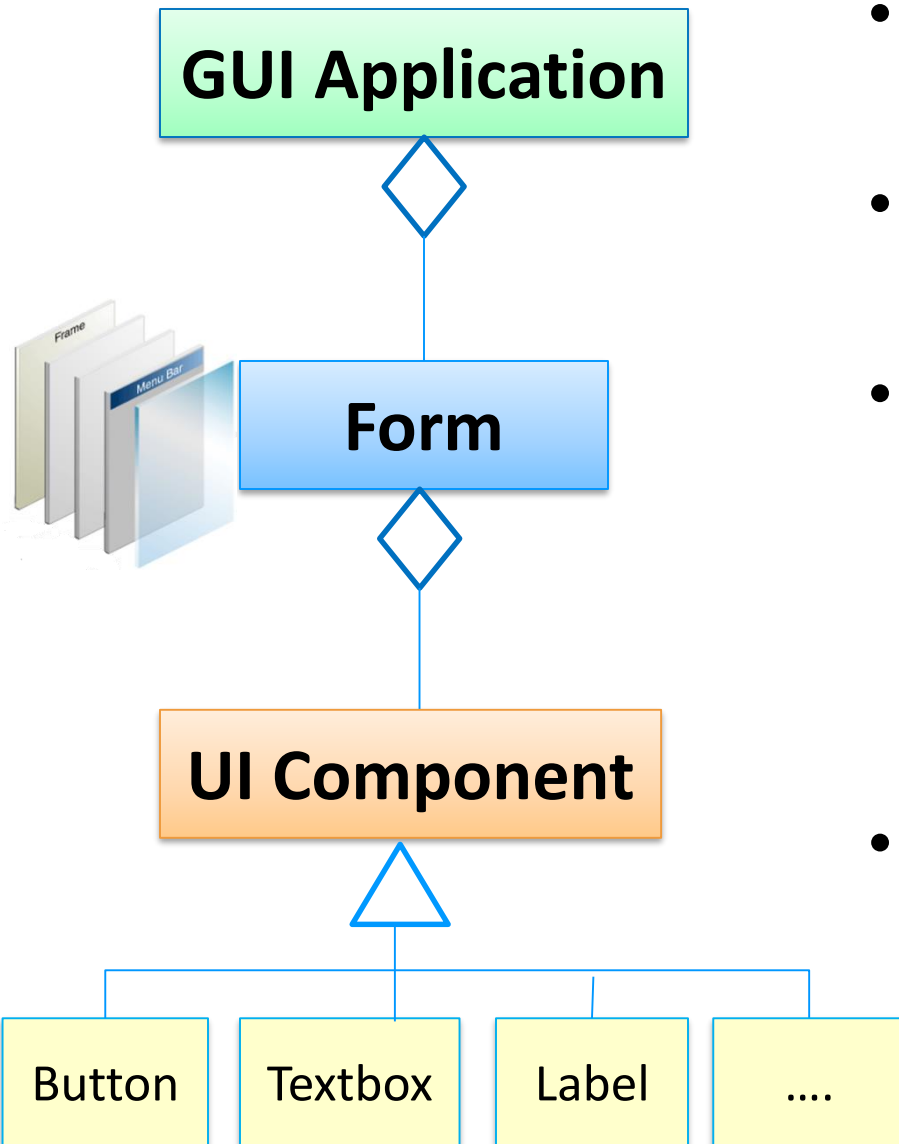 GUI Application
Frame
Menu Bar
Form
UI Component
Button
Textbox
Label
....